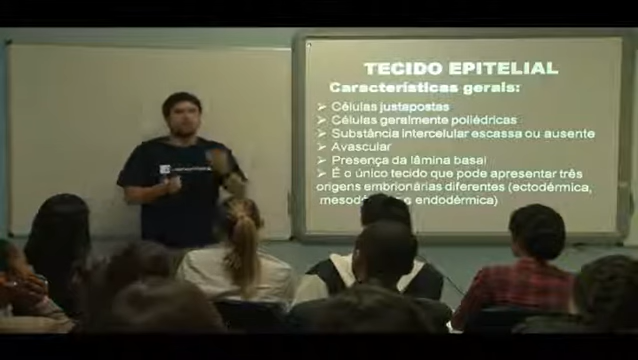 TECIDO EPITELIAL
Características gerais:
➢ Células justapostas
➢ Células geralmente poliédricas
➢ Substância intercelular escassa ou ausente
➢ Avascular
➢ Presença da lâmina basal
➢ É o único tecido que pode apresentar três
origens embrionárias diferentes (ectodérmica,
e endodérmica)